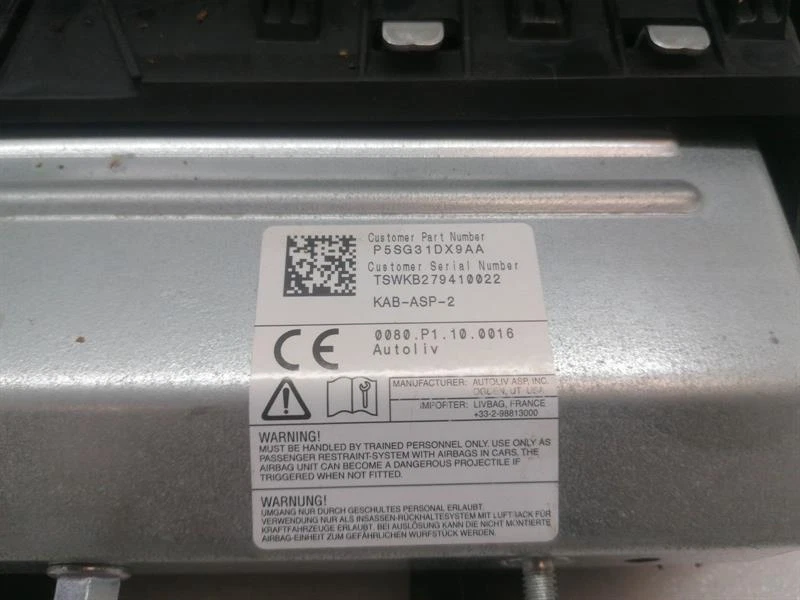 Customer Part Number
P5SG31DX9AA
Customer Serial Number
TSWKB279410022
KAB-ASP-2
CE
0080.P1.10.0016
Autoliv
MANUFACTURER: AUTOLIV ASP, INC.
OGDEN, UT. USA
IMPORTER: LIVBAG, FRANCE
+33-2-98813000
WARNING!
MUST BE HANDLED BY TRAINED PERSONNEL ONLY. USE ONLY AS
PASSENGER RESTRAINT-SYSTEM WITH AIRBAGS IN CARS. THE
AIRBAG UNIT CAN BECOME A DANGEROUS PROJECTILE IF
TRIGGERED WHEN NOT FITTED.
WARNUNG!
UMGANG NUR DURCH GESCHULTES PERSONAL ERLAUBT.
VERWENDUNG NUR ALS INSASSEN-RÜCKHALTESYSTEM MIT LUFTSACK FÜR
KRAFTFAHRZEUGE ERLAUBT. BEI AUSLÖSUNG KANN DIE NICHT MONTIERTE
AIRBAG-EINHEIT ZUM GEFÄHRLICHEN WURFSTÜCK WERDEN.